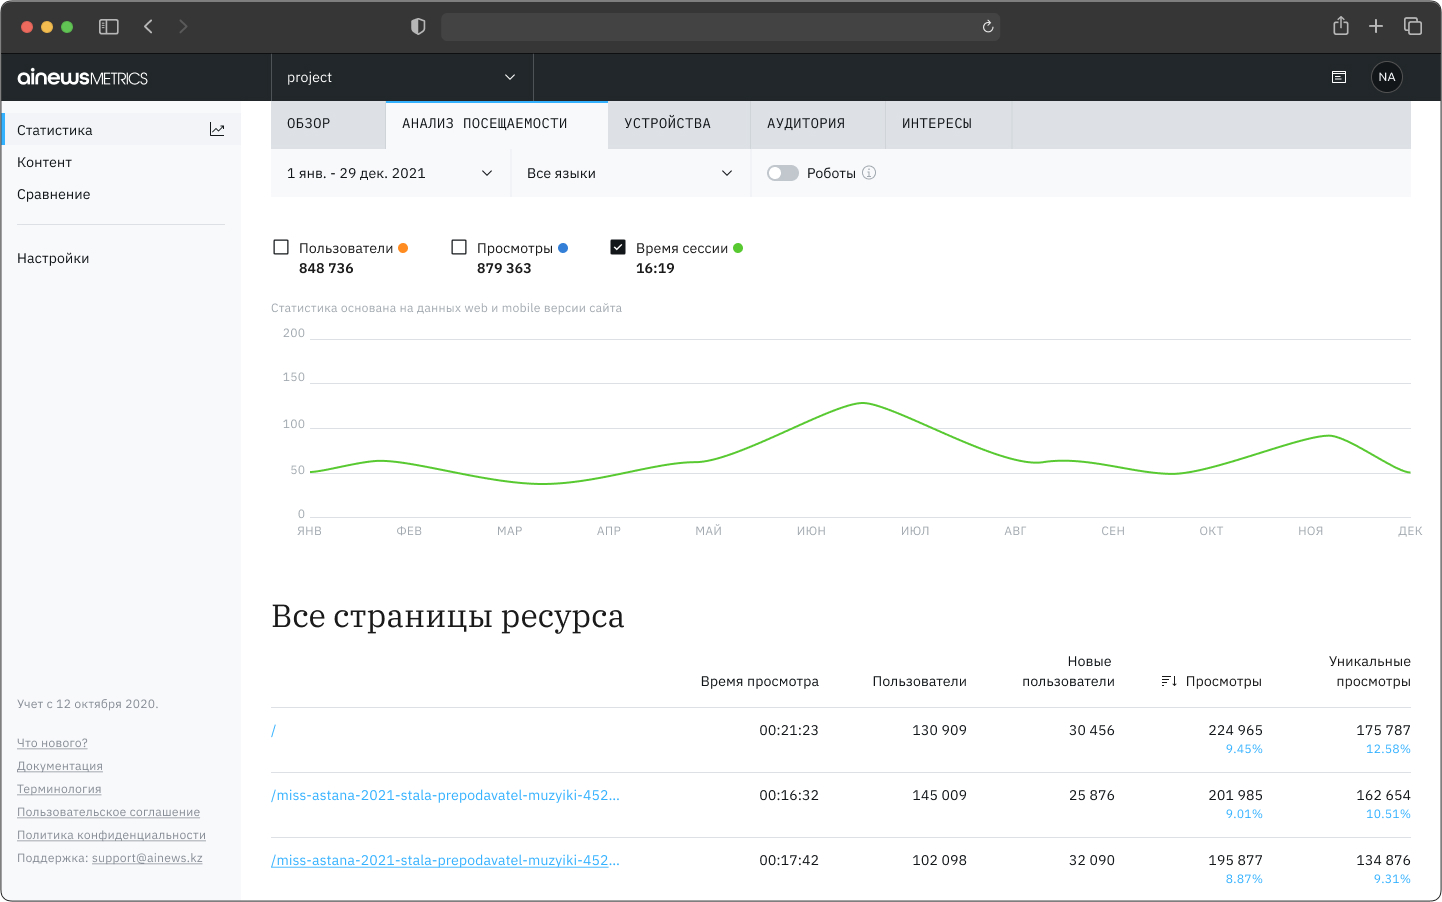 ainewsMETRICS
project
NA
Статистика
Контент
Сравнение
Настройки
ОБЗОР
АНАЛИЗ ПОСЕЩАЕМОСТИ
УСТРОЙСТВА
АУДИТОРИЯ
ИНТЕРЕСЫ
1 янв. - 29 дек. 2021
Все языки
Роботы
Пользователи
848 736
Просмотры
879 363
Время сессии
16:19
Статистика основана на данных web и mobile версии сайта
200
150
100
50
0
ЯНВ ФЕВ МАР АПР МАЙ ИЮН ИЮЛ АВГ СЕН ОКТ НОЯ ДЕК
Все страницы ресурса
Время просмотра
Пользователи
Новые
пользователи
Просмотры
Уникальные
просмотры
/ 00:21:23 130 909 30 456 224 965 175 787
9.45% 12.58%
/miss-astana-2021-stala-prepodavatel-muzyiki-452... 00:16:32 145 009 25 876 201 985 162 654
9.01% 10.51%
/miss-astana-2021-stala-prepodavatel-muzyiki-452... 00:17:42 102 098 32 090 195 877 134 876
8.87% 9.31%
Учет с 12 октября 2020.
Что нового?
Документация
Терминология
Пользовательское соглашение
Политика конфиденциальности
Поддержка: support@ainews.kz